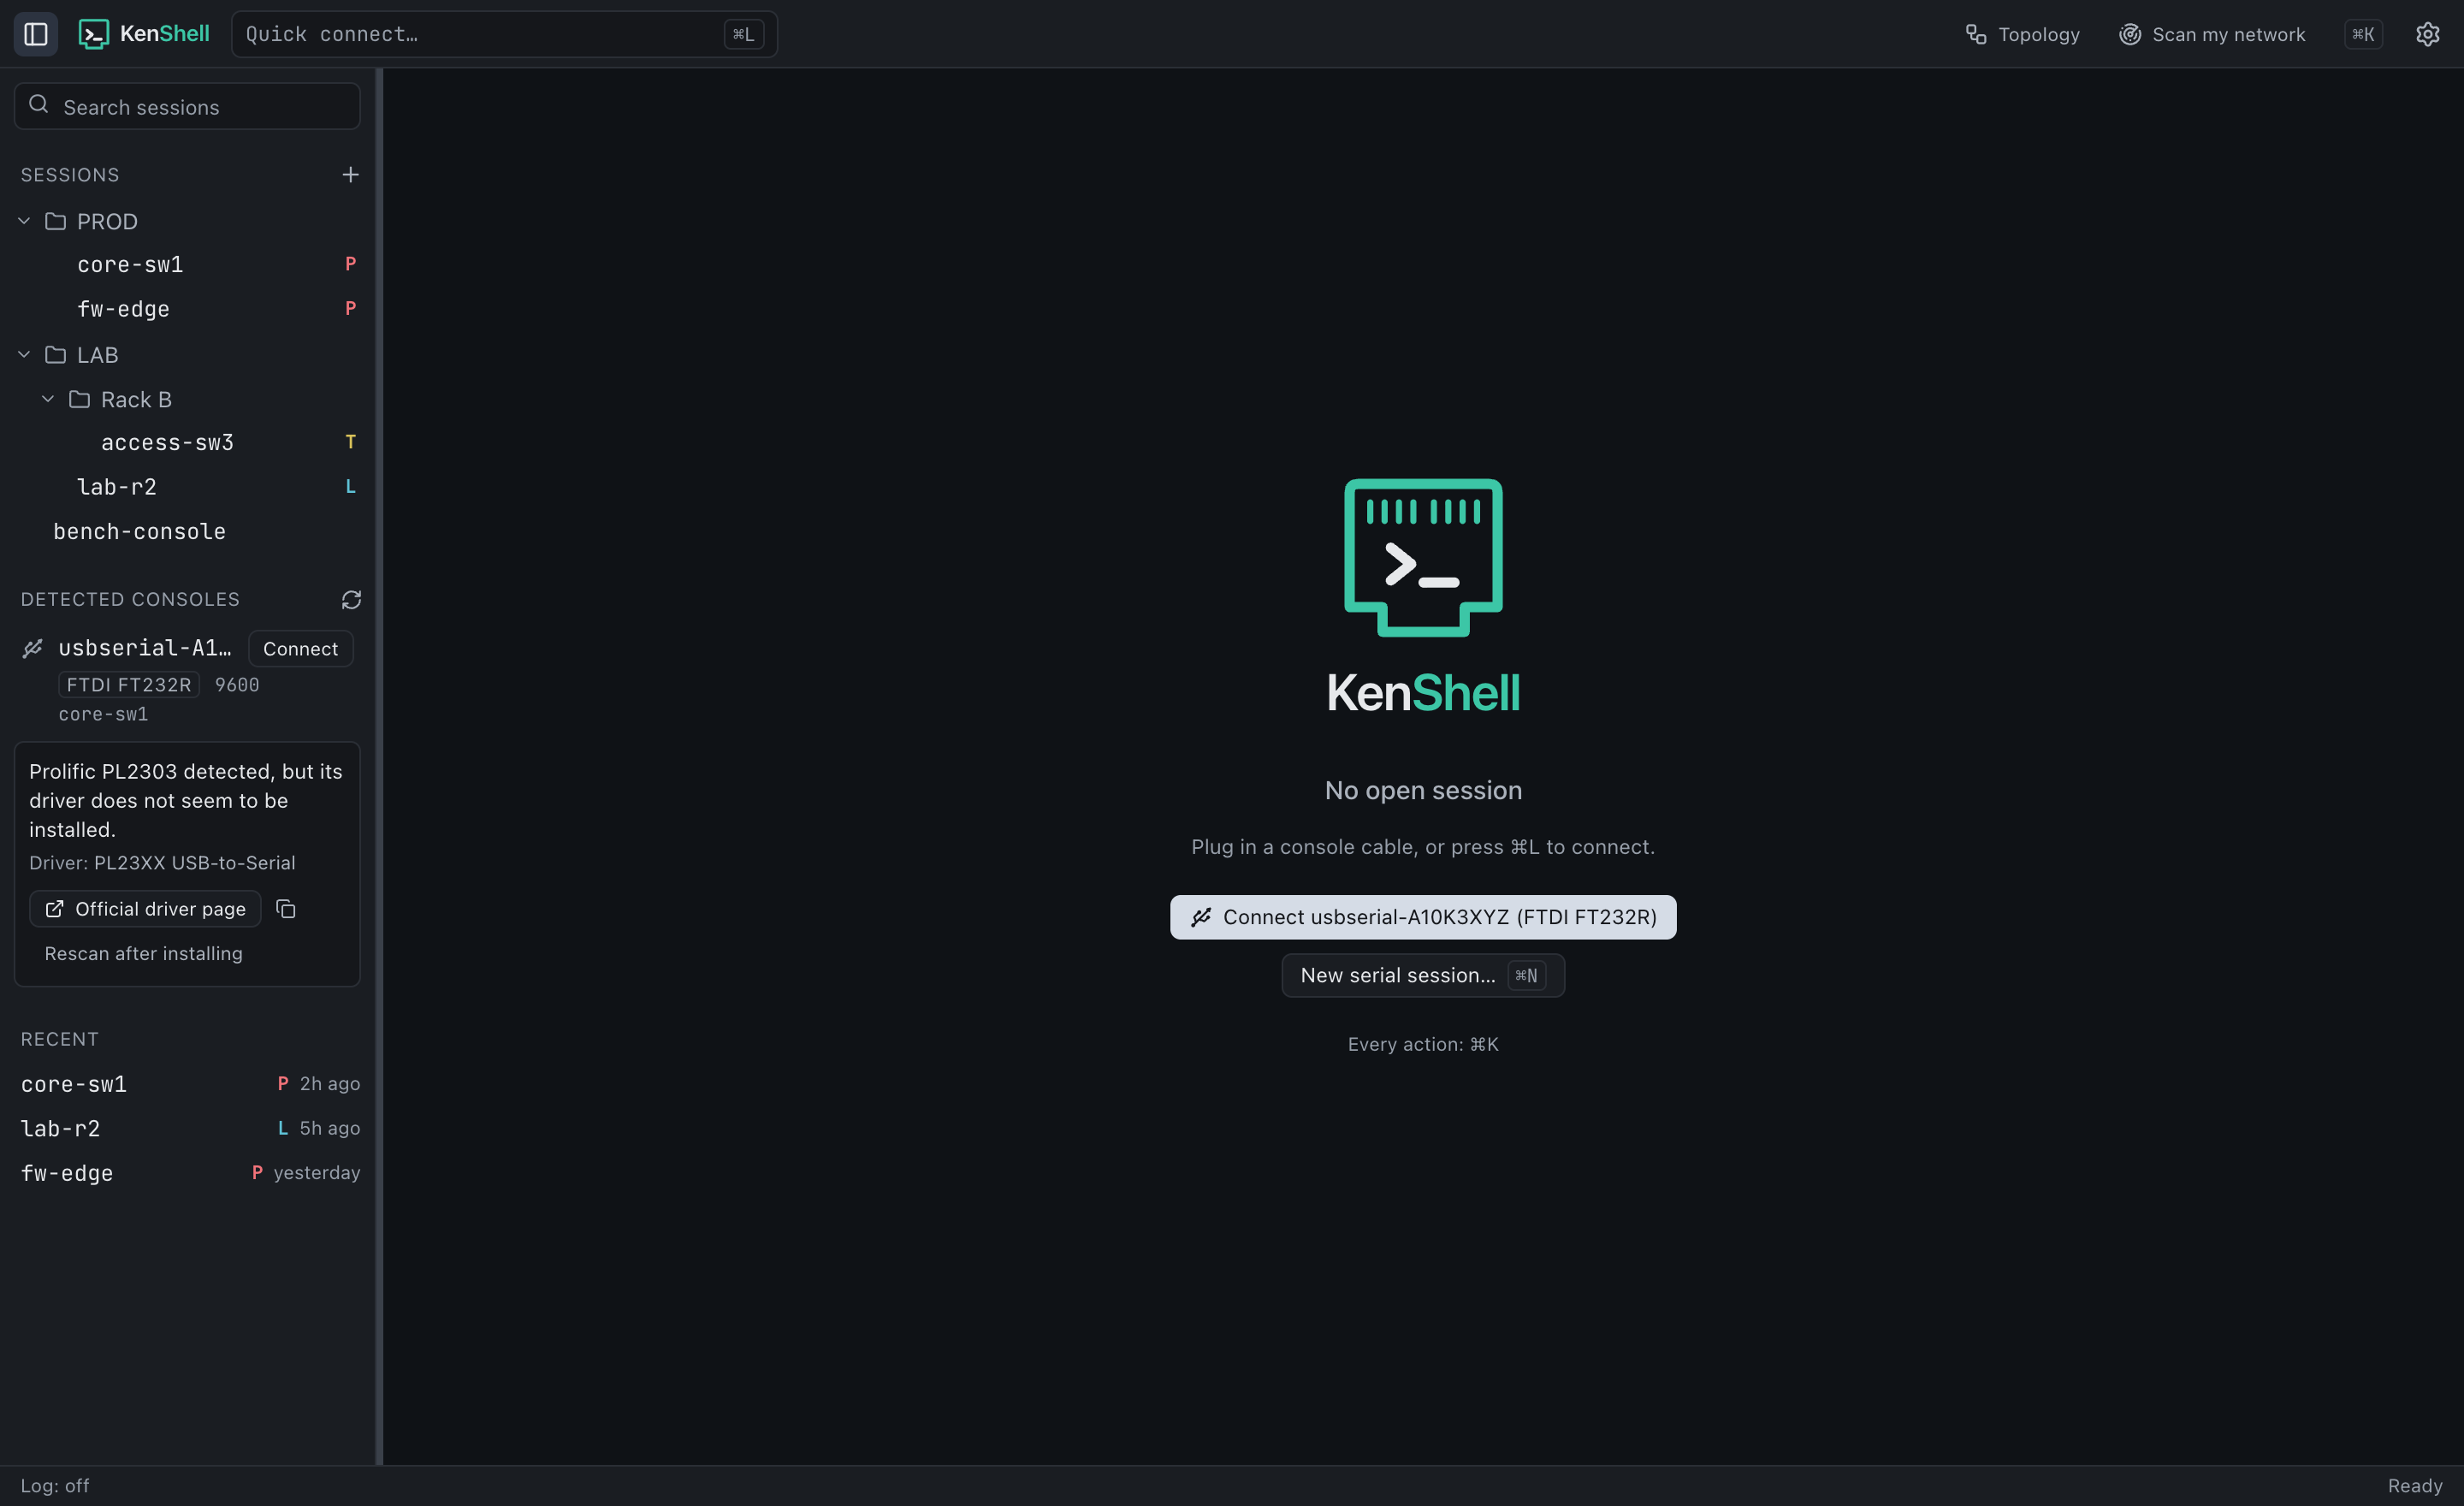 KenShell
Quick connect…
⌘L
Topology
Scan my network
⌘K
Search sessions
SESSIONS
PROD
core-sw1 P
fw-edge P
LAB
Rack B
access-sw3 T
lab-r2 L
bench-console
DETECTED CONSOLES
usbserial-A1… Connect
FTDI FT232R 9600
core-sw1
Prolific PL2303 detected, but its
driver does not seem to be
installed.
Driver: PL23XX USB-to-Serial
Official driver page
Rescan after installing
RECENT
core-sw1 P 2h ago
lab-r2 L 5h ago
fw-edge P yesterday
KenShell
No open session
Plug in a console cable, or press ⌘L to connect.
Connect usbserial-A10K3XYZ (FTDI FT232R)
New serial session… ⌘N
Every action: ⌘K
Log: off
Ready